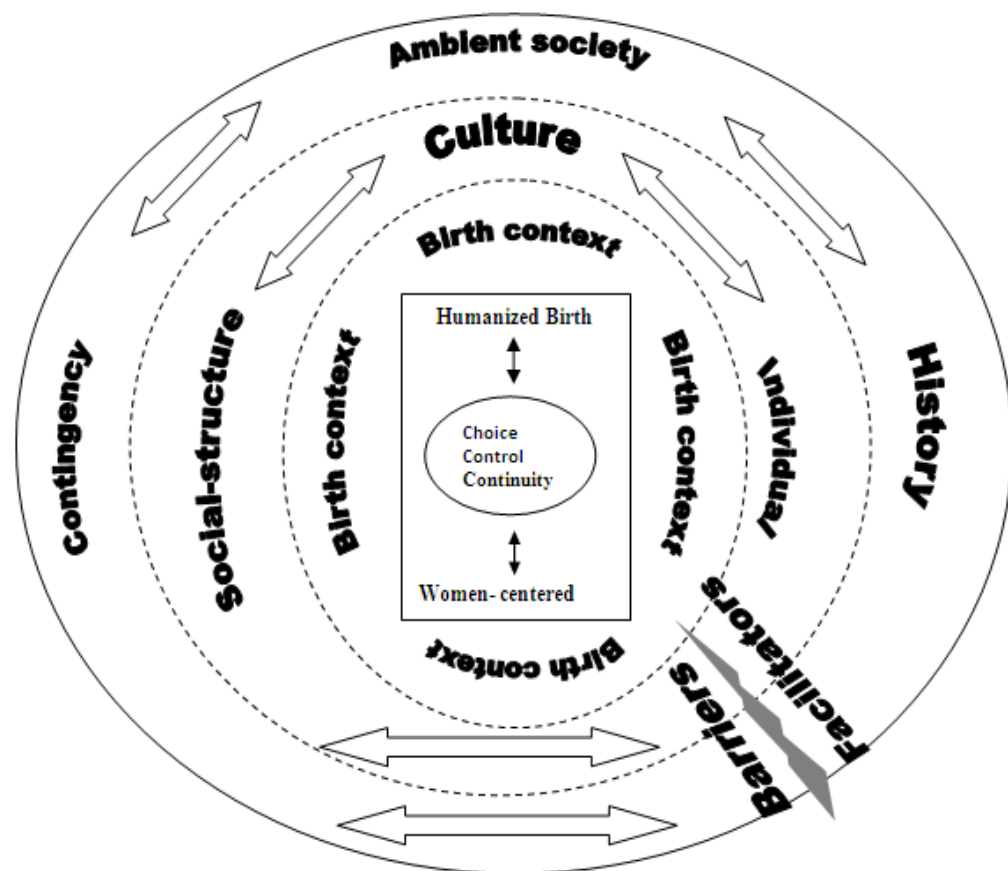 Ambient society
Culture
Birth context
Humanized Birth
Choice
Control
Continuity
Women- centered
Birth context
Birth context
Birth context
Social-structure
Individual
Contingency
History
Facilitators
Barriers